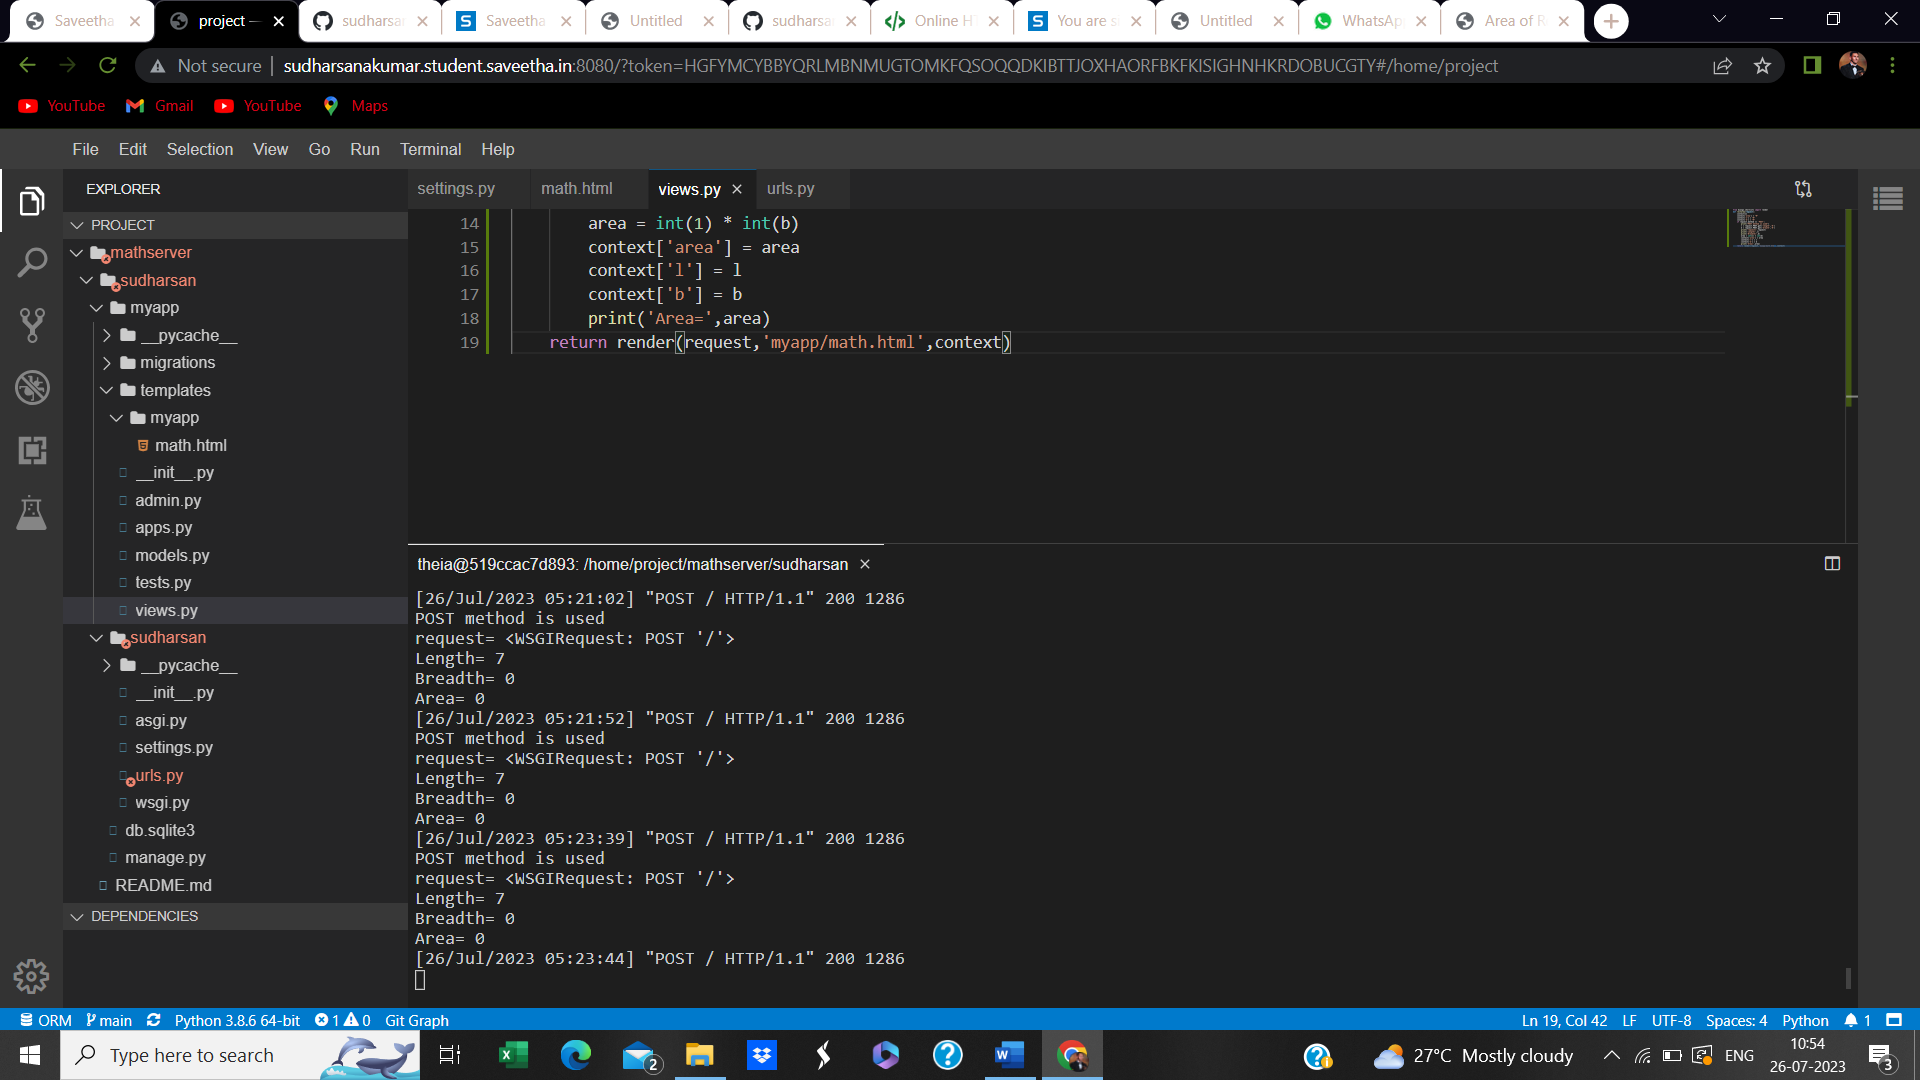 Saveetha
project —
sudharsa
Saveetha
Untitled
sudharsa
Online H
You are s
Untitled
WhatsAp
Area of R
Not secure
sudharsanakumar.student.saveetha.in:8080/?token=HGFYMCYBBYQRLMBNMUGTOMKFQSOQQDKIBTTJOXHAORFBKFKISIGHNHKRDOBUCGTY#/home/project
YouTube
Gmail
YouTube
Maps
File Edit Selection View Go Run Terminal Help
EXPLORER
PROJECT
mathserver
sudharsan
myapp
__pycache__
migrations
templates
myapp
math.html
__init__.py
admin.py
apps.py
models.py
tests.py
views.py
sudharsan
__pycache__
__init__.py
asgi.py
settings.py
urls.py
wsgi.py
db.sqlite3
manage.py
README.md
DEPENDENCIES
settings.py
math.html
views.py
urls.py
14 area = int(1) * int(b)
15 context['area'] = area
16 context['l'] = l
17 context['b'] = b
18 print('Area=',area)
19 return render(request,'myapp/math.html',context)
theia@519ccac7d893: /home/project/mathserver/sudharsan
[26/Jul/2023 05:21:02] "POST / HTTP/1.1" 200 1286
POST method is used
request= <WSGIRequest: POST '/'>
Length= 7
Breadth= 0
Area= 0
[26/Jul/2023 05:21:52] "POST / HTTP/1.1" 200 1286
POST method is used
request= <WSGIRequest: POST '/'>
Length= 7
Breadth= 0
Area= 0
[26/Jul/2023 05:23:39] "POST / HTTP/1.1" 200 1286
POST method is used
request= <WSGIRequest: POST '/'>
Length= 7
Breadth= 0
Area= 0
[26/Jul/2023 05:23:44] "POST / HTTP/1.1" 200 1286
ORM main Python 3.8.6 64-bit 1 0 Git Graph
Ln 19, Col 42 LF UTF-8 Spaces: 4 Python 1
Type here to search
2
27°C Mostly cloudy
ENG
10:54
26-07-2023
3